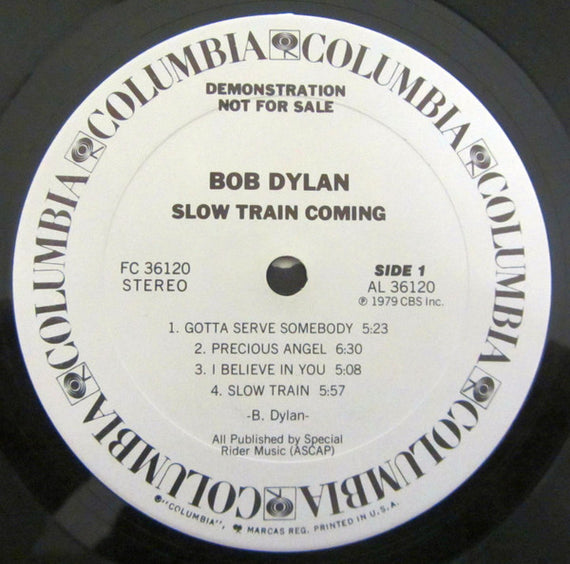 COLUMBIA COLUMBIA COLUMBIA COLUMBIA COLUMBIA COLUMBIA
DEMONSTRATION
NOT FOR SALE
BOB DYLAN
SLOW TRAIN COMING
FC 36120
STEREO
SIDE 1
AL 36120
℗ 1979 CBS Inc.
1. GOTTA SERVE SOMEBODY 5:23
2. PRECIOUS ANGEL 6:30
3. I BELIEVE IN YOU 5:08
4. SLOW TRAIN 5:57
-B. Dylan-
All Published by Special
Rider Music (ASCAP)
"COLUMBIA", MARCAS REG. PRINTED IN U.S.A.